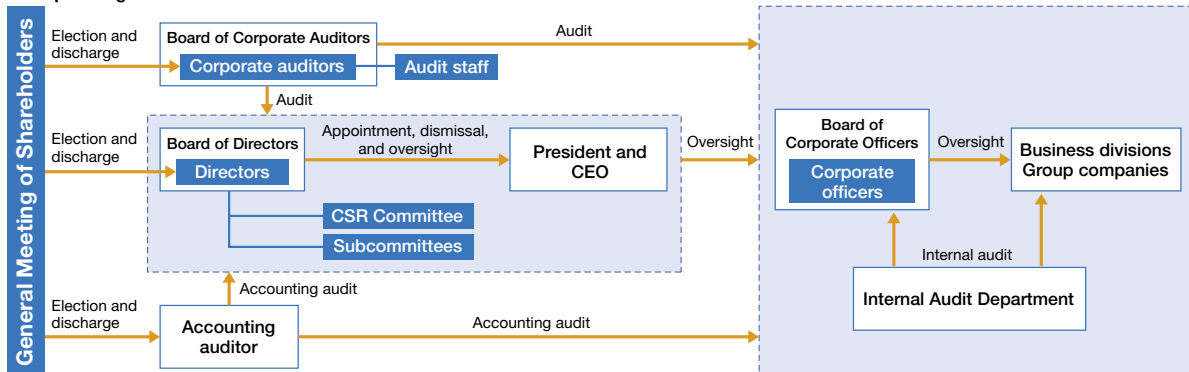 General Meeting of Shareholders
Election and
discharge
Board of Corporate Auditors
Corporate auditors
Audit staff
Audit
Audit
Election and
discharge
Board of Directors
Directors
Appointment, dismissal,
and oversight
President and
CEO
Oversight
CSR Committee
Subcommittees
Board of
Corporate Officers
Corporate
officers
Oversight
Business divisions
Group companies
Internal audit
Internal Audit Department
Accounting audit
Election and
discharge
Accounting
auditor
Accounting audit